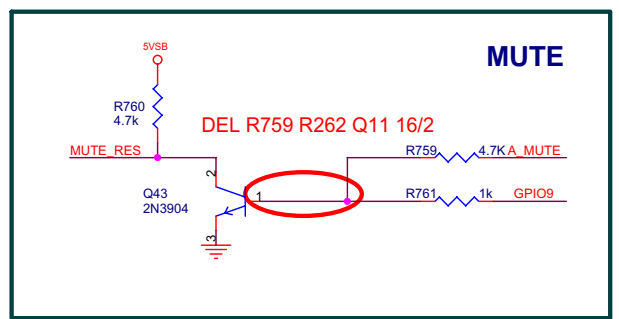 MUTE
5VSB
R760
4.7k
DEL R759 R262 Q11 16/2
MUTE_RES
R759 4.7K A_MUTE
2
Q43
2N3904
1
R761 1k GPIO9
3